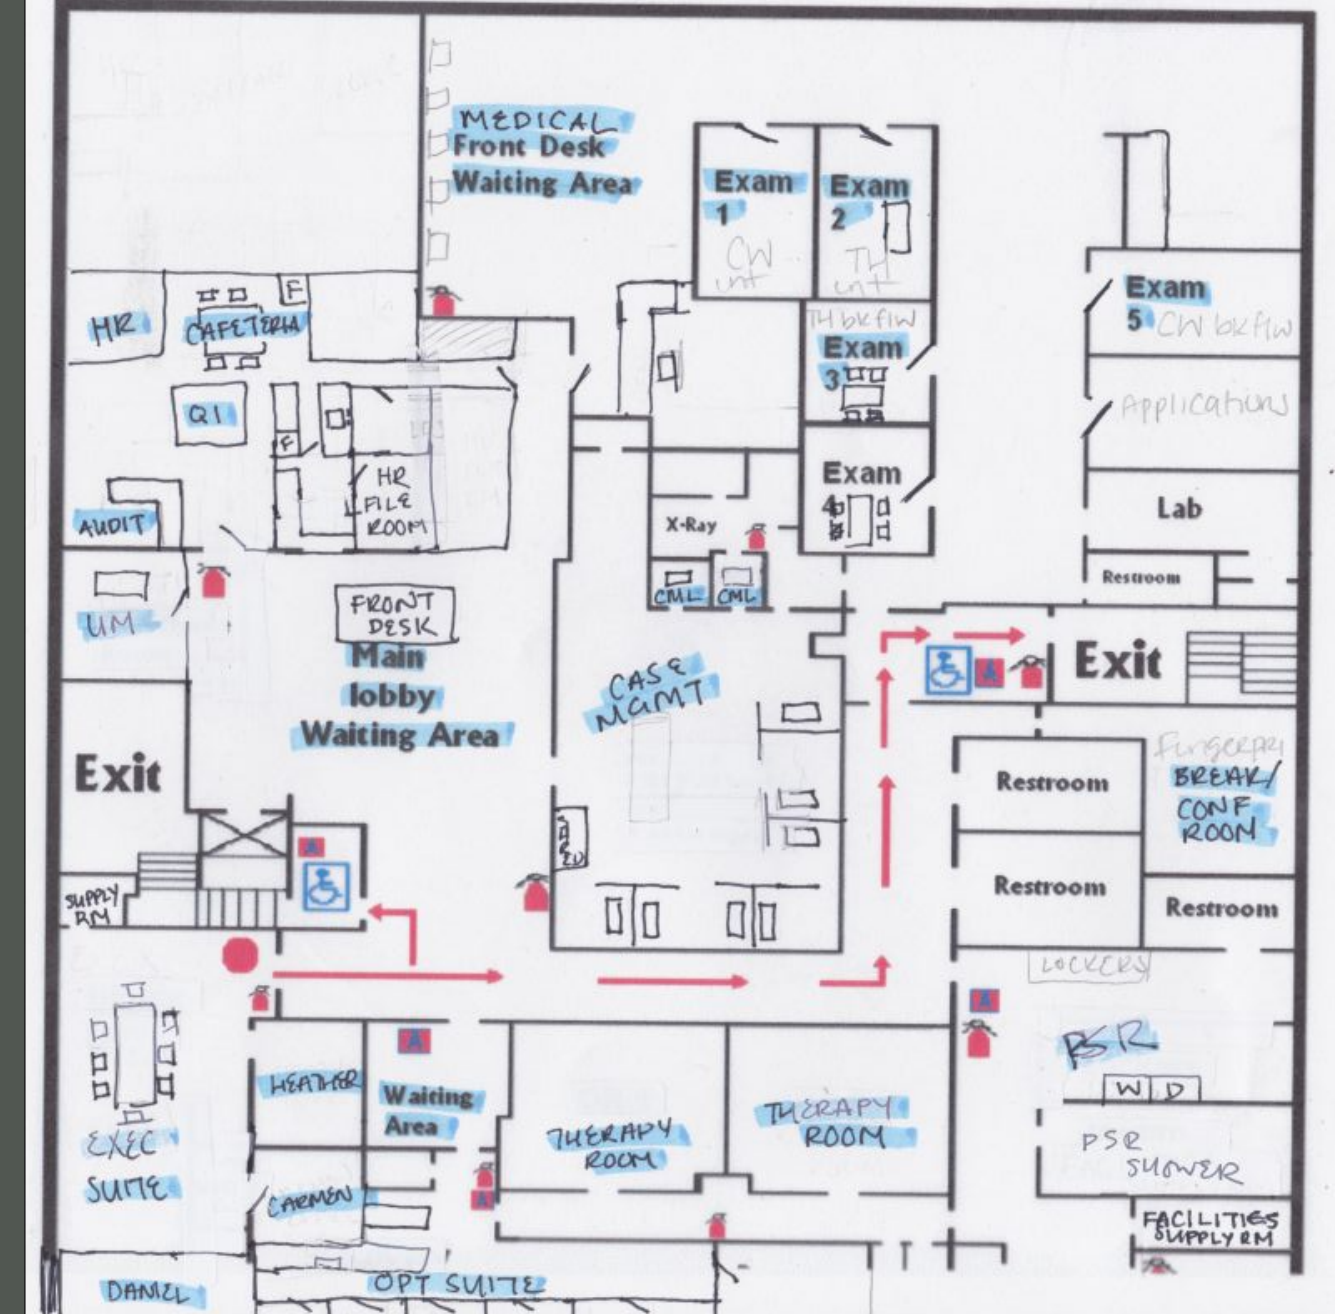 MEDICAL
Front Desk
Waiting Area
Exam
1
CW
int
Exam
2
TH
int
HR
CAFETERIA
F
TH bkflw
Exam
3
Exam
5 CW bkflw
QI
F
Applications
HR
FILE
ROOM
AUDIT
Exam
4
X-Ray
Lab
UM
FRONT
DESK
CML
CML
Restroom
Main
lobby
Waiting Area
CASE
MGMT
A
Exit
Exit
Restroom
BREAK/
CONF
ROOM
A
SUPPLY
RM
Restroom
Restroom
LOCKERS
A
A
PSR
HEATHER
Waiting
Area
W D
EXEC
SUITE
THERAPY
ROOM
THERAPY
ROOM
PSR
SHOWER
CARMEN
A
FACILITIES
SUPPLY RM
DANIEL
OPT SUITE